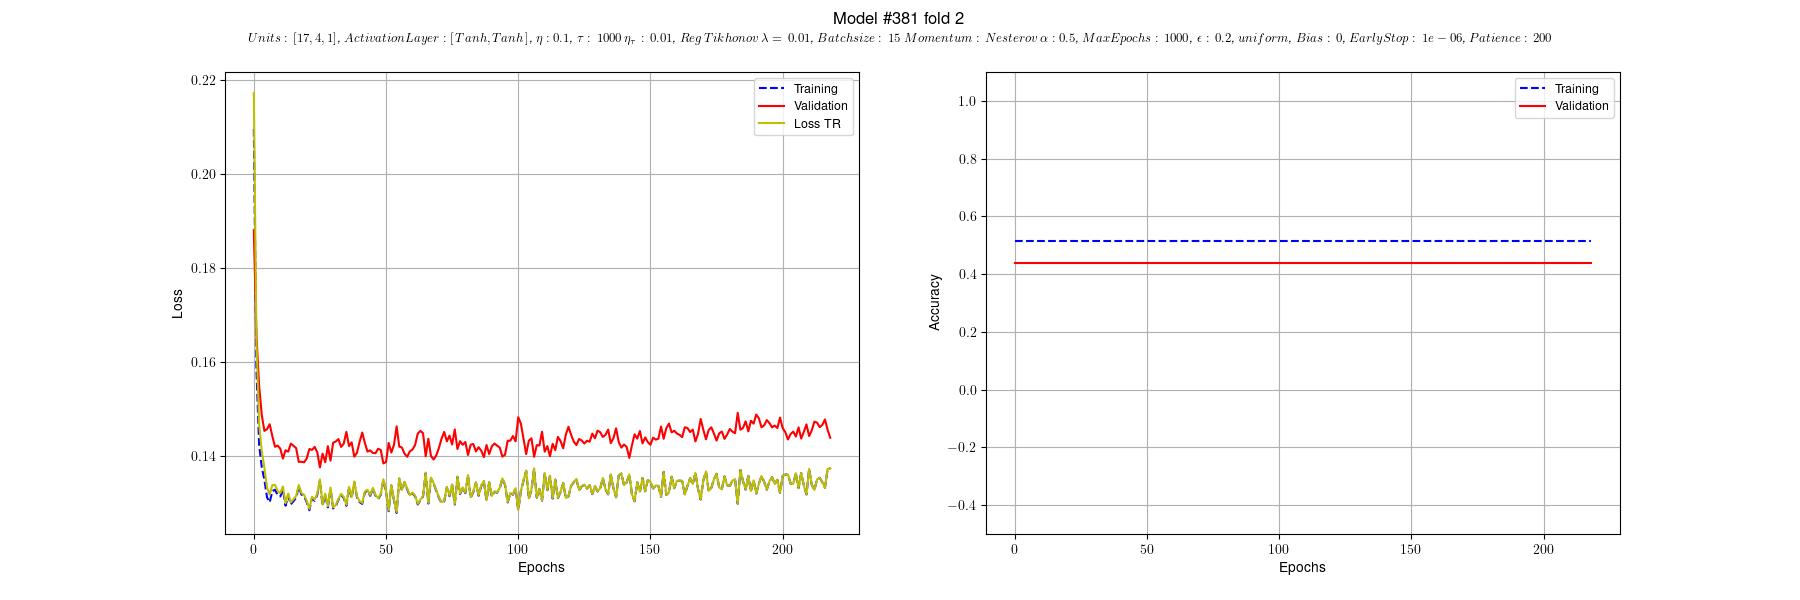 Model #381 fold 2
Units : [17, 4, 1], ActivationLayer : [Tanh, Tanh], η : 0.1, τ : 1000 ητ : 0.01, Reg Tikhonov λ = 0.01, Batchsize : 15 Momentum : Nesterov α : 0.5, MaxEpochs : 1000, ϵ : 0.2, uniform, Bias : 0, EarlyStop : 1e − 06, Patience : 200
0.22
0.20
0.18
0.16
0.14
Loss
Training
Validation
Loss TR
0
50
100
150
200
Epochs
1.0
0.8
0.6
0.4
0.2
0.0
−0.2
−0.4
Accuracy
Training
Validation
0
50
100
150
200
Epochs